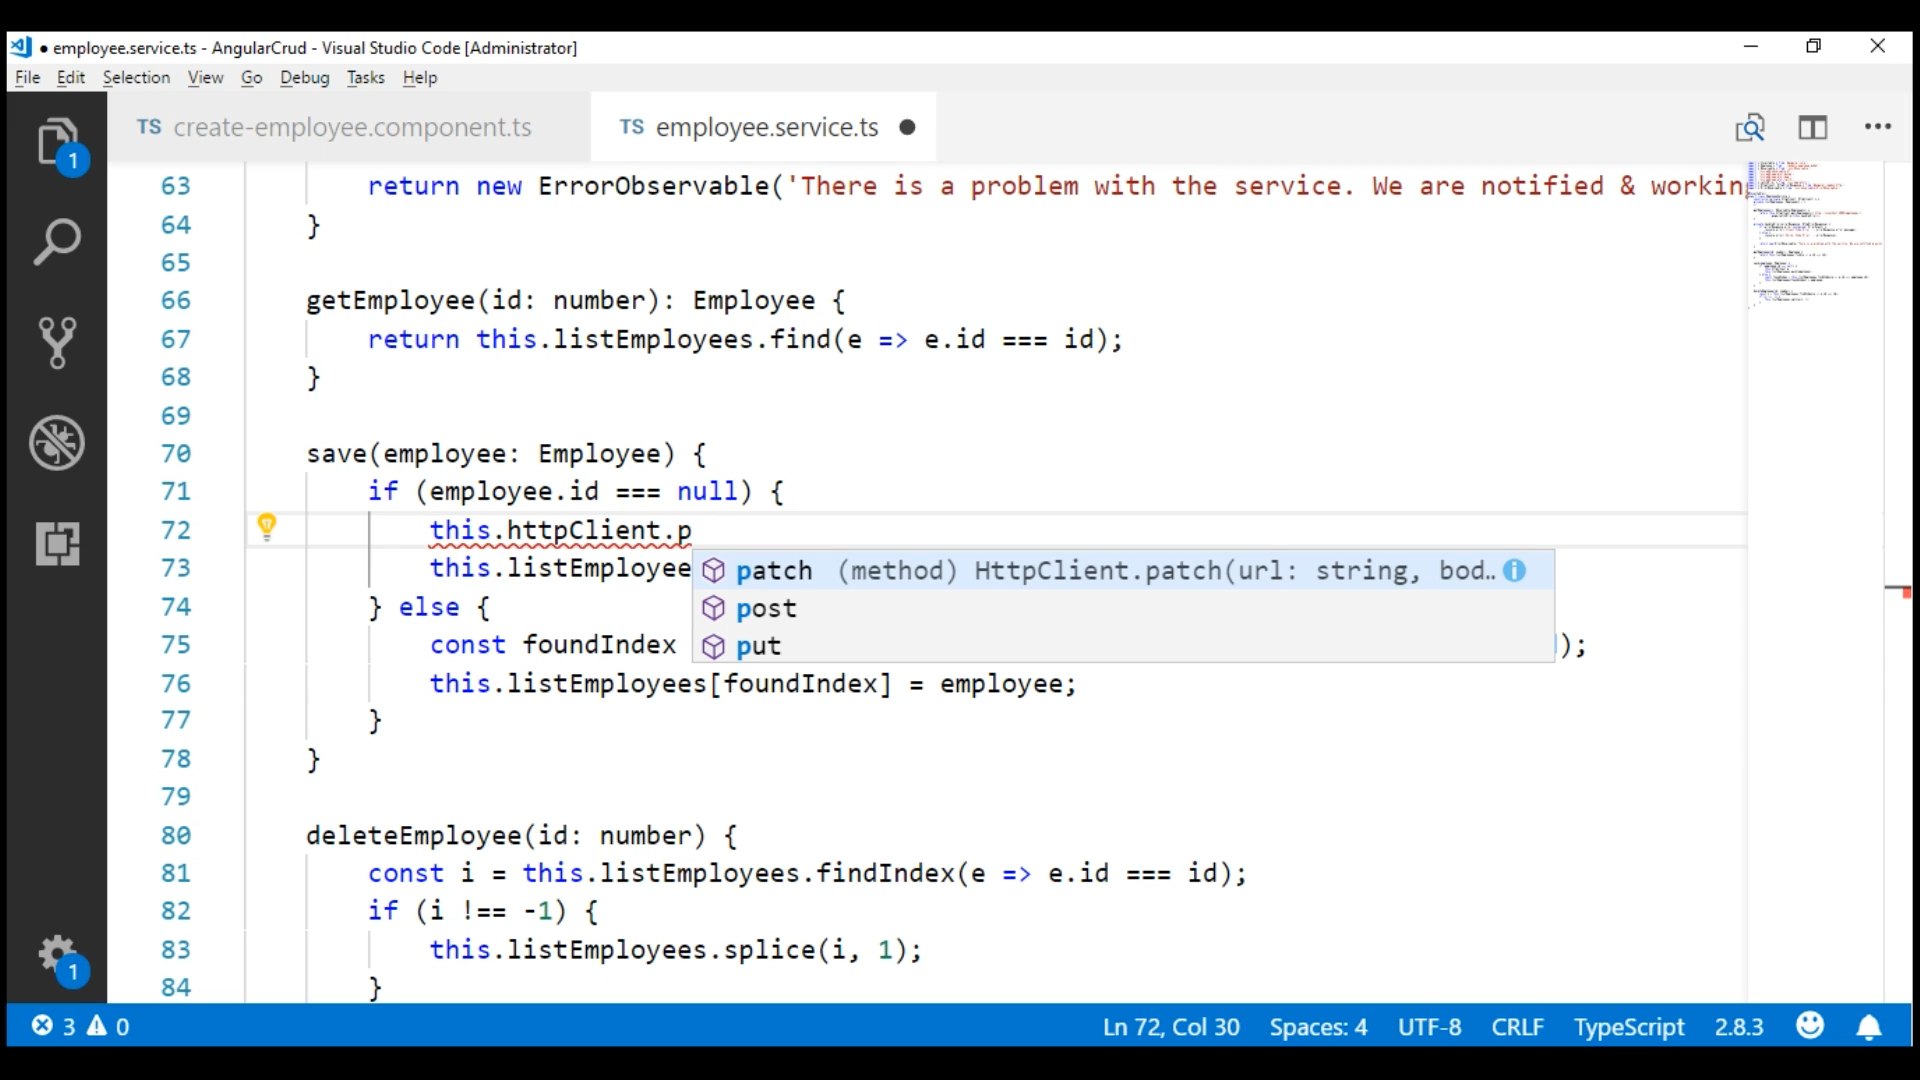 ● employee.service.ts - AngularCrud - Visual Studio Code [Administrator]
File Edit Selection View Go Debug Tasks Help
TS create-employee.component.ts TS employee.service.ts ●
1
63 return new ErrorObservable('There is a problem with the service. We are notified & workin
64 }
65
66 getEmployee(id: number): Employee {
67 return this.listEmployees.find(e => e.id === id);
68 }
69
70 save(employee: Employee) {
71 if (employee.id === null) {
72 this.httpClient.p
73 this.listEmployee
patch (method) HttpClient.patch(url: string, bod..
74 } else {
post
75 const foundIndex );
put
76 this.listEmployees[foundIndex] = employee;
77 }
78 }
79
80 deleteEmployee(id: number) {
81 const i = this.listEmployees.findIndex(e => e.id === id);
82 if (i !== -1) {
83 this.listEmployees.splice(i, 1);
84 }
1
3 0 Ln 72, Col 30 Spaces: 4 UTF-8 CRLF TypeScript 2.8.3